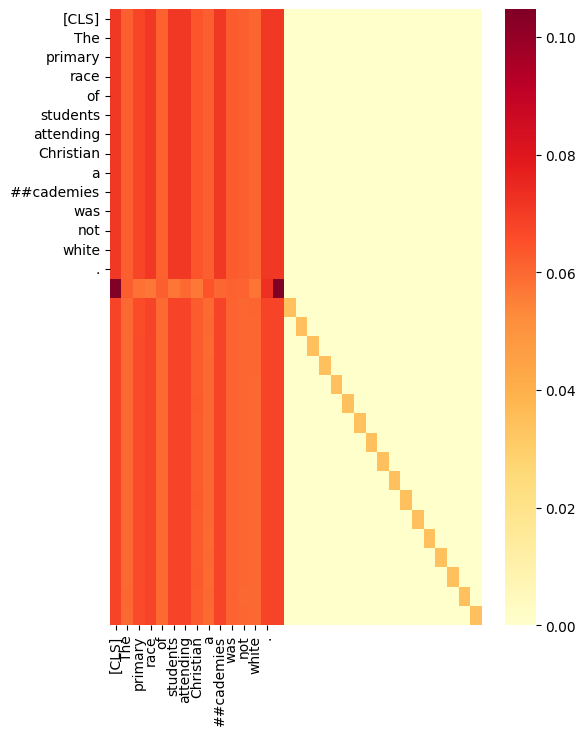 [CLS]
The
primary
race
of
students
attending
Christian
a
##cademies
was
not
white
.
0.10
0.08
0.06
0.04
0.02
0.00
[CLS]
The
primary
race
of
students
attending
Christian
a
##cademies
was
not
white
.